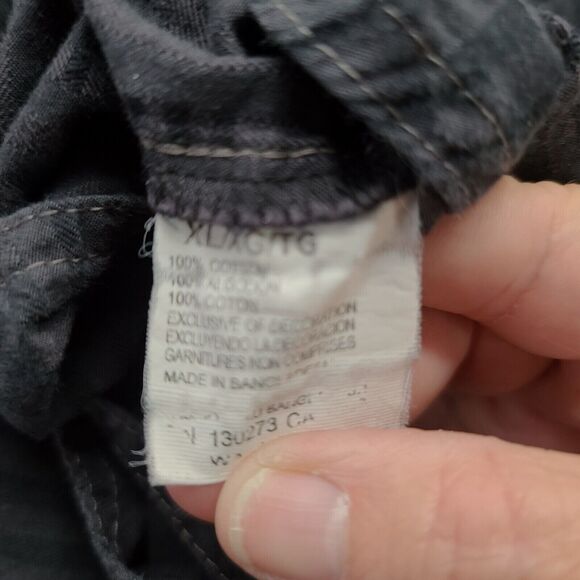 XL/XG/TG
100% COTTON
100% ALGODON
100% COTON
EXCLUSIVE OF DECORATION
EXCLUYENDO LA DECORACION
GARNITURES NON COMPRISES
MADE IN BANGLADESH
130273 CA